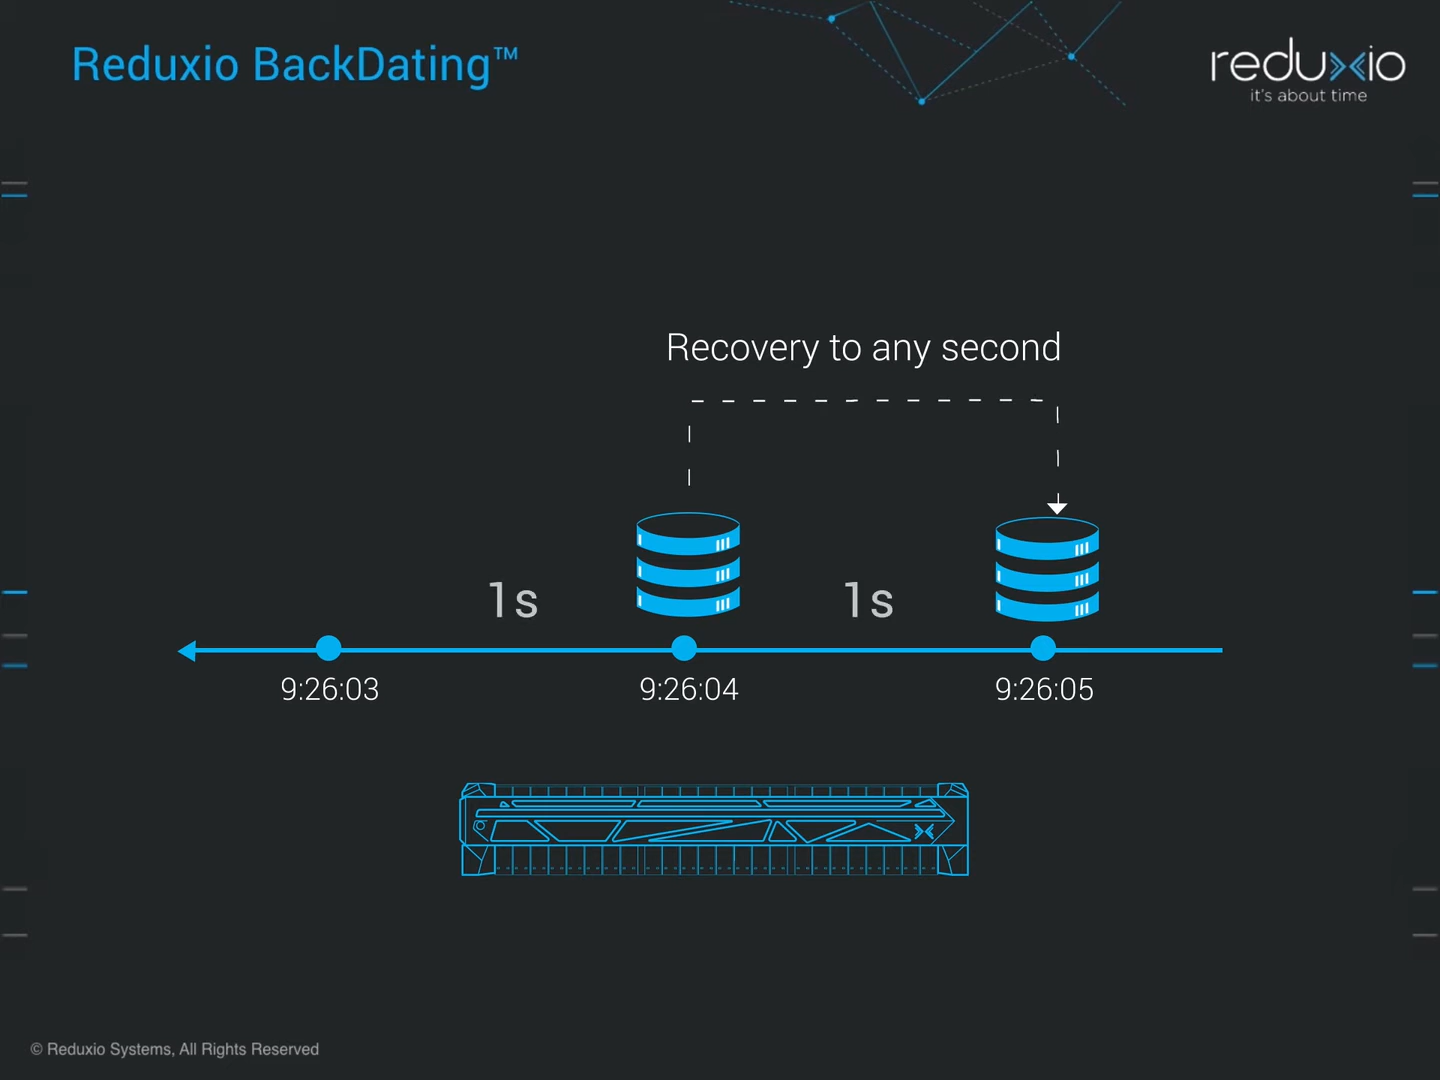 Reduxio BackDating™
reduxio
it's about time
Recovery to any second
1s
1s
9:26:03
9:26:04
9:26:05
© Reduxio Systems, All Rights Reserved